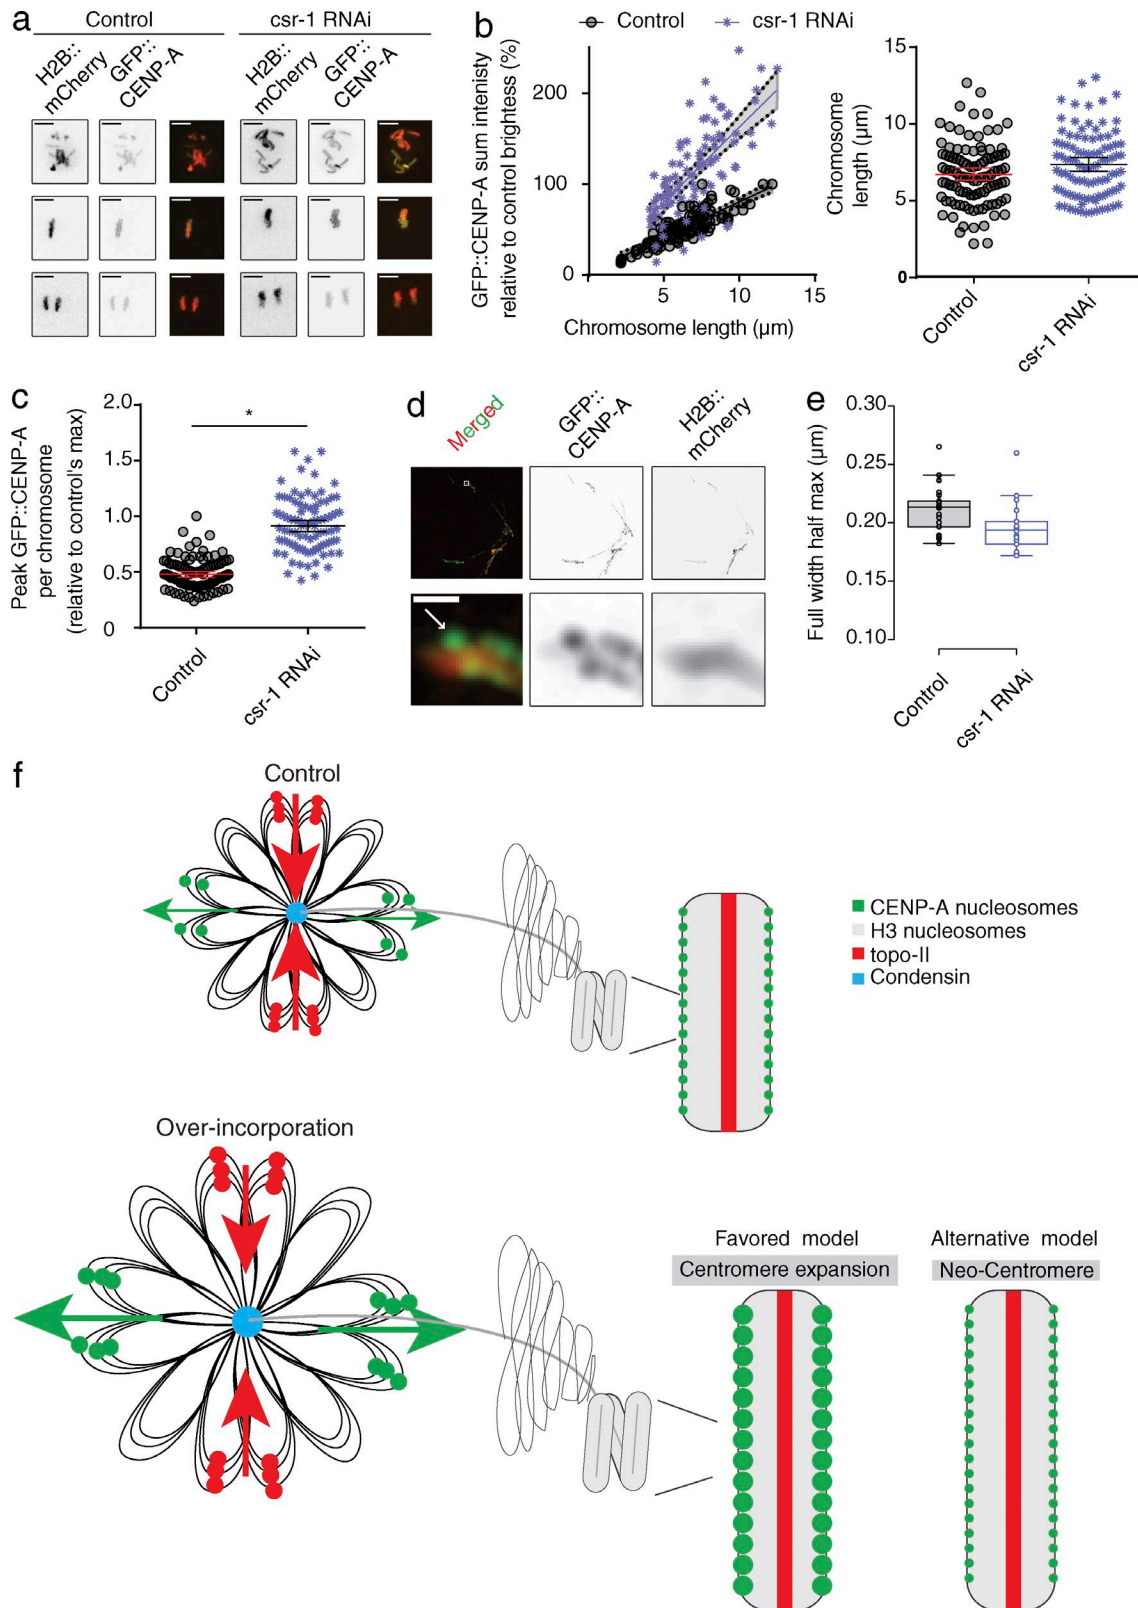 a
Control
csr-1 RNAi
H2B::
mCherry
GFP::
CENP-A
H2B::
mCherry
GFP::
CENP-A
b
Control
csr-1 RNAi
GFP::CENP-A sum intenisty
relative to control brightess (%)
200
100
0
5
10
15
Chromosome length (µm)
Chromosome
length (µm)
15
10
5
0
Control
csr-1 RNAi
c
Peak GFP::CENP-A
per chromosome
(relative to control's max)
2.0
1.5
1.0
0.5
0
*
Control
csr-1 RNAi
d
Merged
GFP::
CENP-A
H2B::
mCherry
e
Full width half max (µm)
0.30
0.25
0.20
0.15
0.10
Control
csr-1 RNAi
f
Control
CENP-A nucleosomes
H3 nucleosomes
topo-II
Condensin
Over-incorporation
Favored model
Centromere expansion
Alternative model
Neo-Centromere